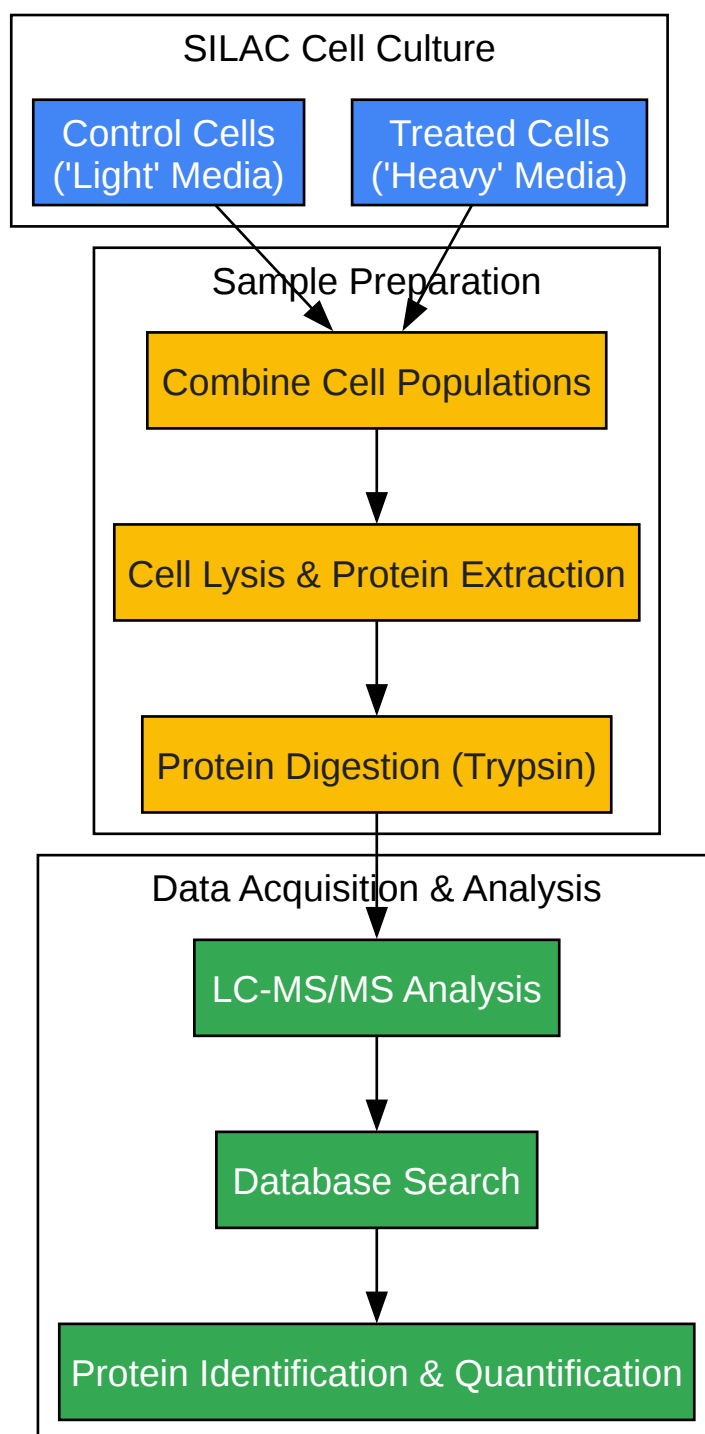 SILAC Cell Culture
Control Cells
('Light' Media)
Treated Cells
('Heavy' Media)
Sample Preparation
Combine Cell Populations
Cell Lysis & Protein Extraction
Protein Digestion (Trypsin)
Data Acquisition & Analysis
LC-MS/MS Analysis
Database Search
Protein Identification & Quantification